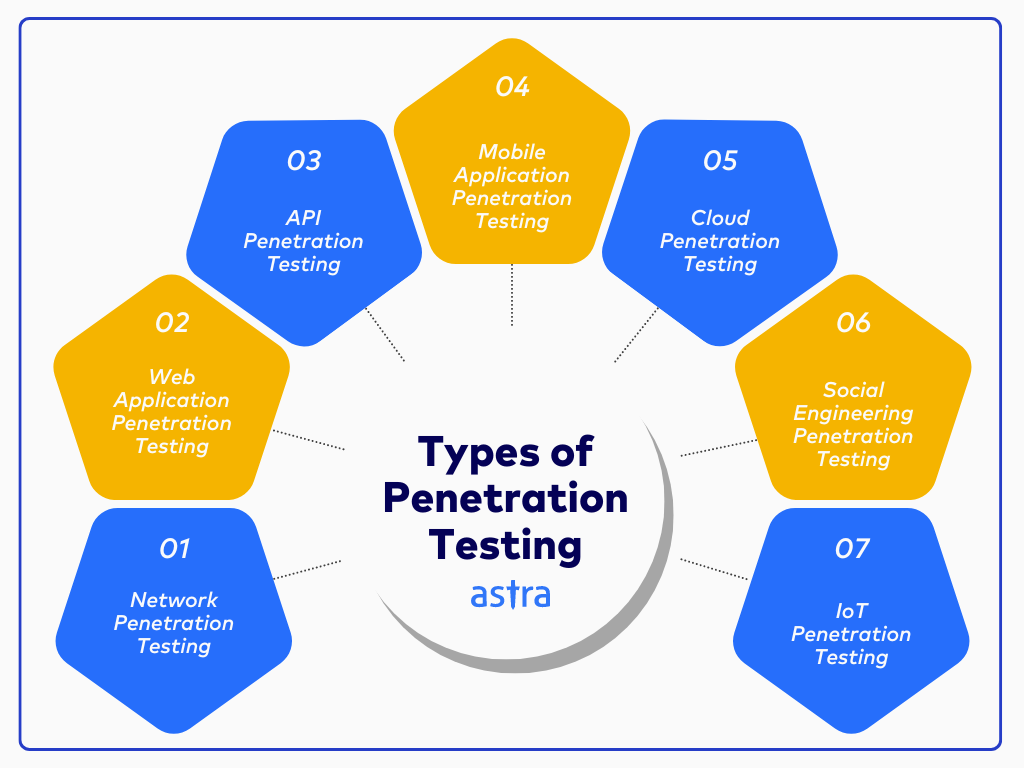 01
Network
Penetration
Testing
02
Web
Application
Penetration
Testing
03
API
Penetration
Testing
04
Mobile
Application
Penetration
Testing
05
Cloud
Penetration
Testing
06
Social
Engineering
Penetration
Testing
07
IoT
Penetration
Testing
Types of
Penetration
Testing
astra